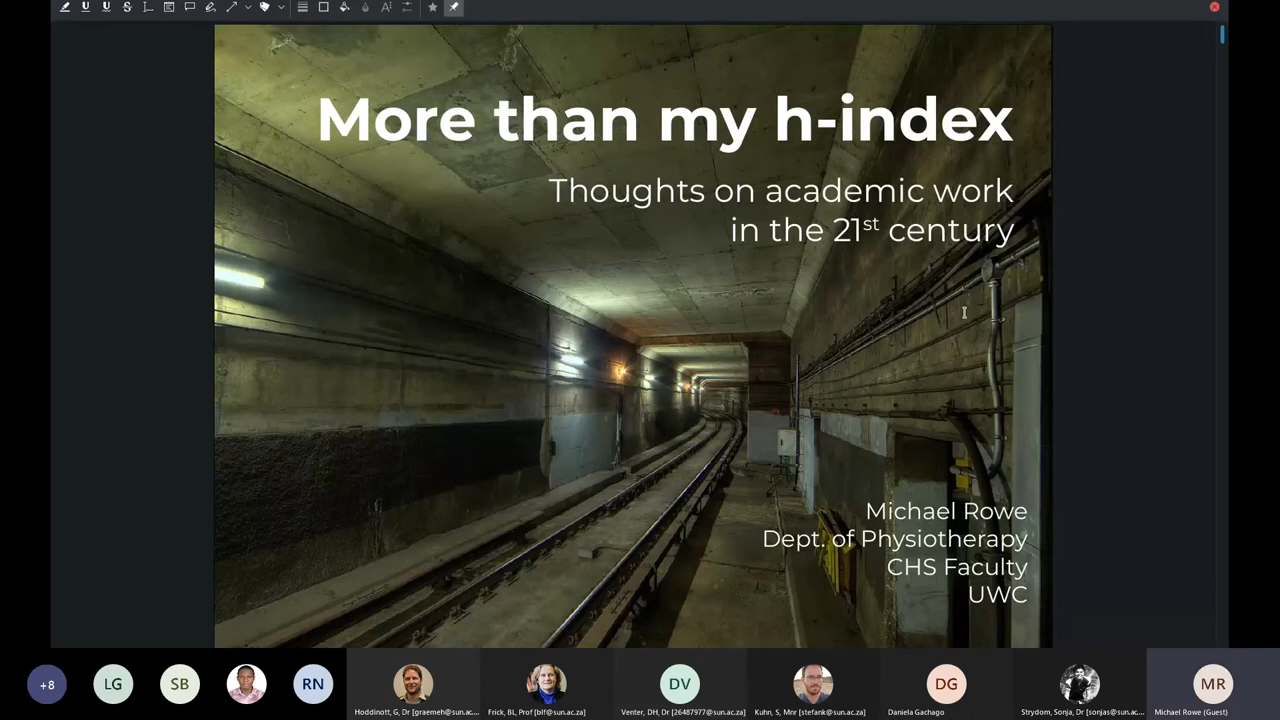 More than my h-index
Thoughts on academic work
in the 21st century
Michael Rowe
Dept. of Physiotherapy
CHS Faculty
UWC
+8
LG
SB
RN
DV
DG
MR
Hoddinott, G, Dr [graemeh@sun.ac....
Frick, BL, Prof [blf@sun.ac.za]
Venter, DH, Dr [26487977@sun.ac.za]
Kuhn, S, Mnr [stefank@sun.ac.za]
Daniela Gachago
Strydom, Sonja, Dr [sonjas@sun.ac....
Michael Rowe (Guest)